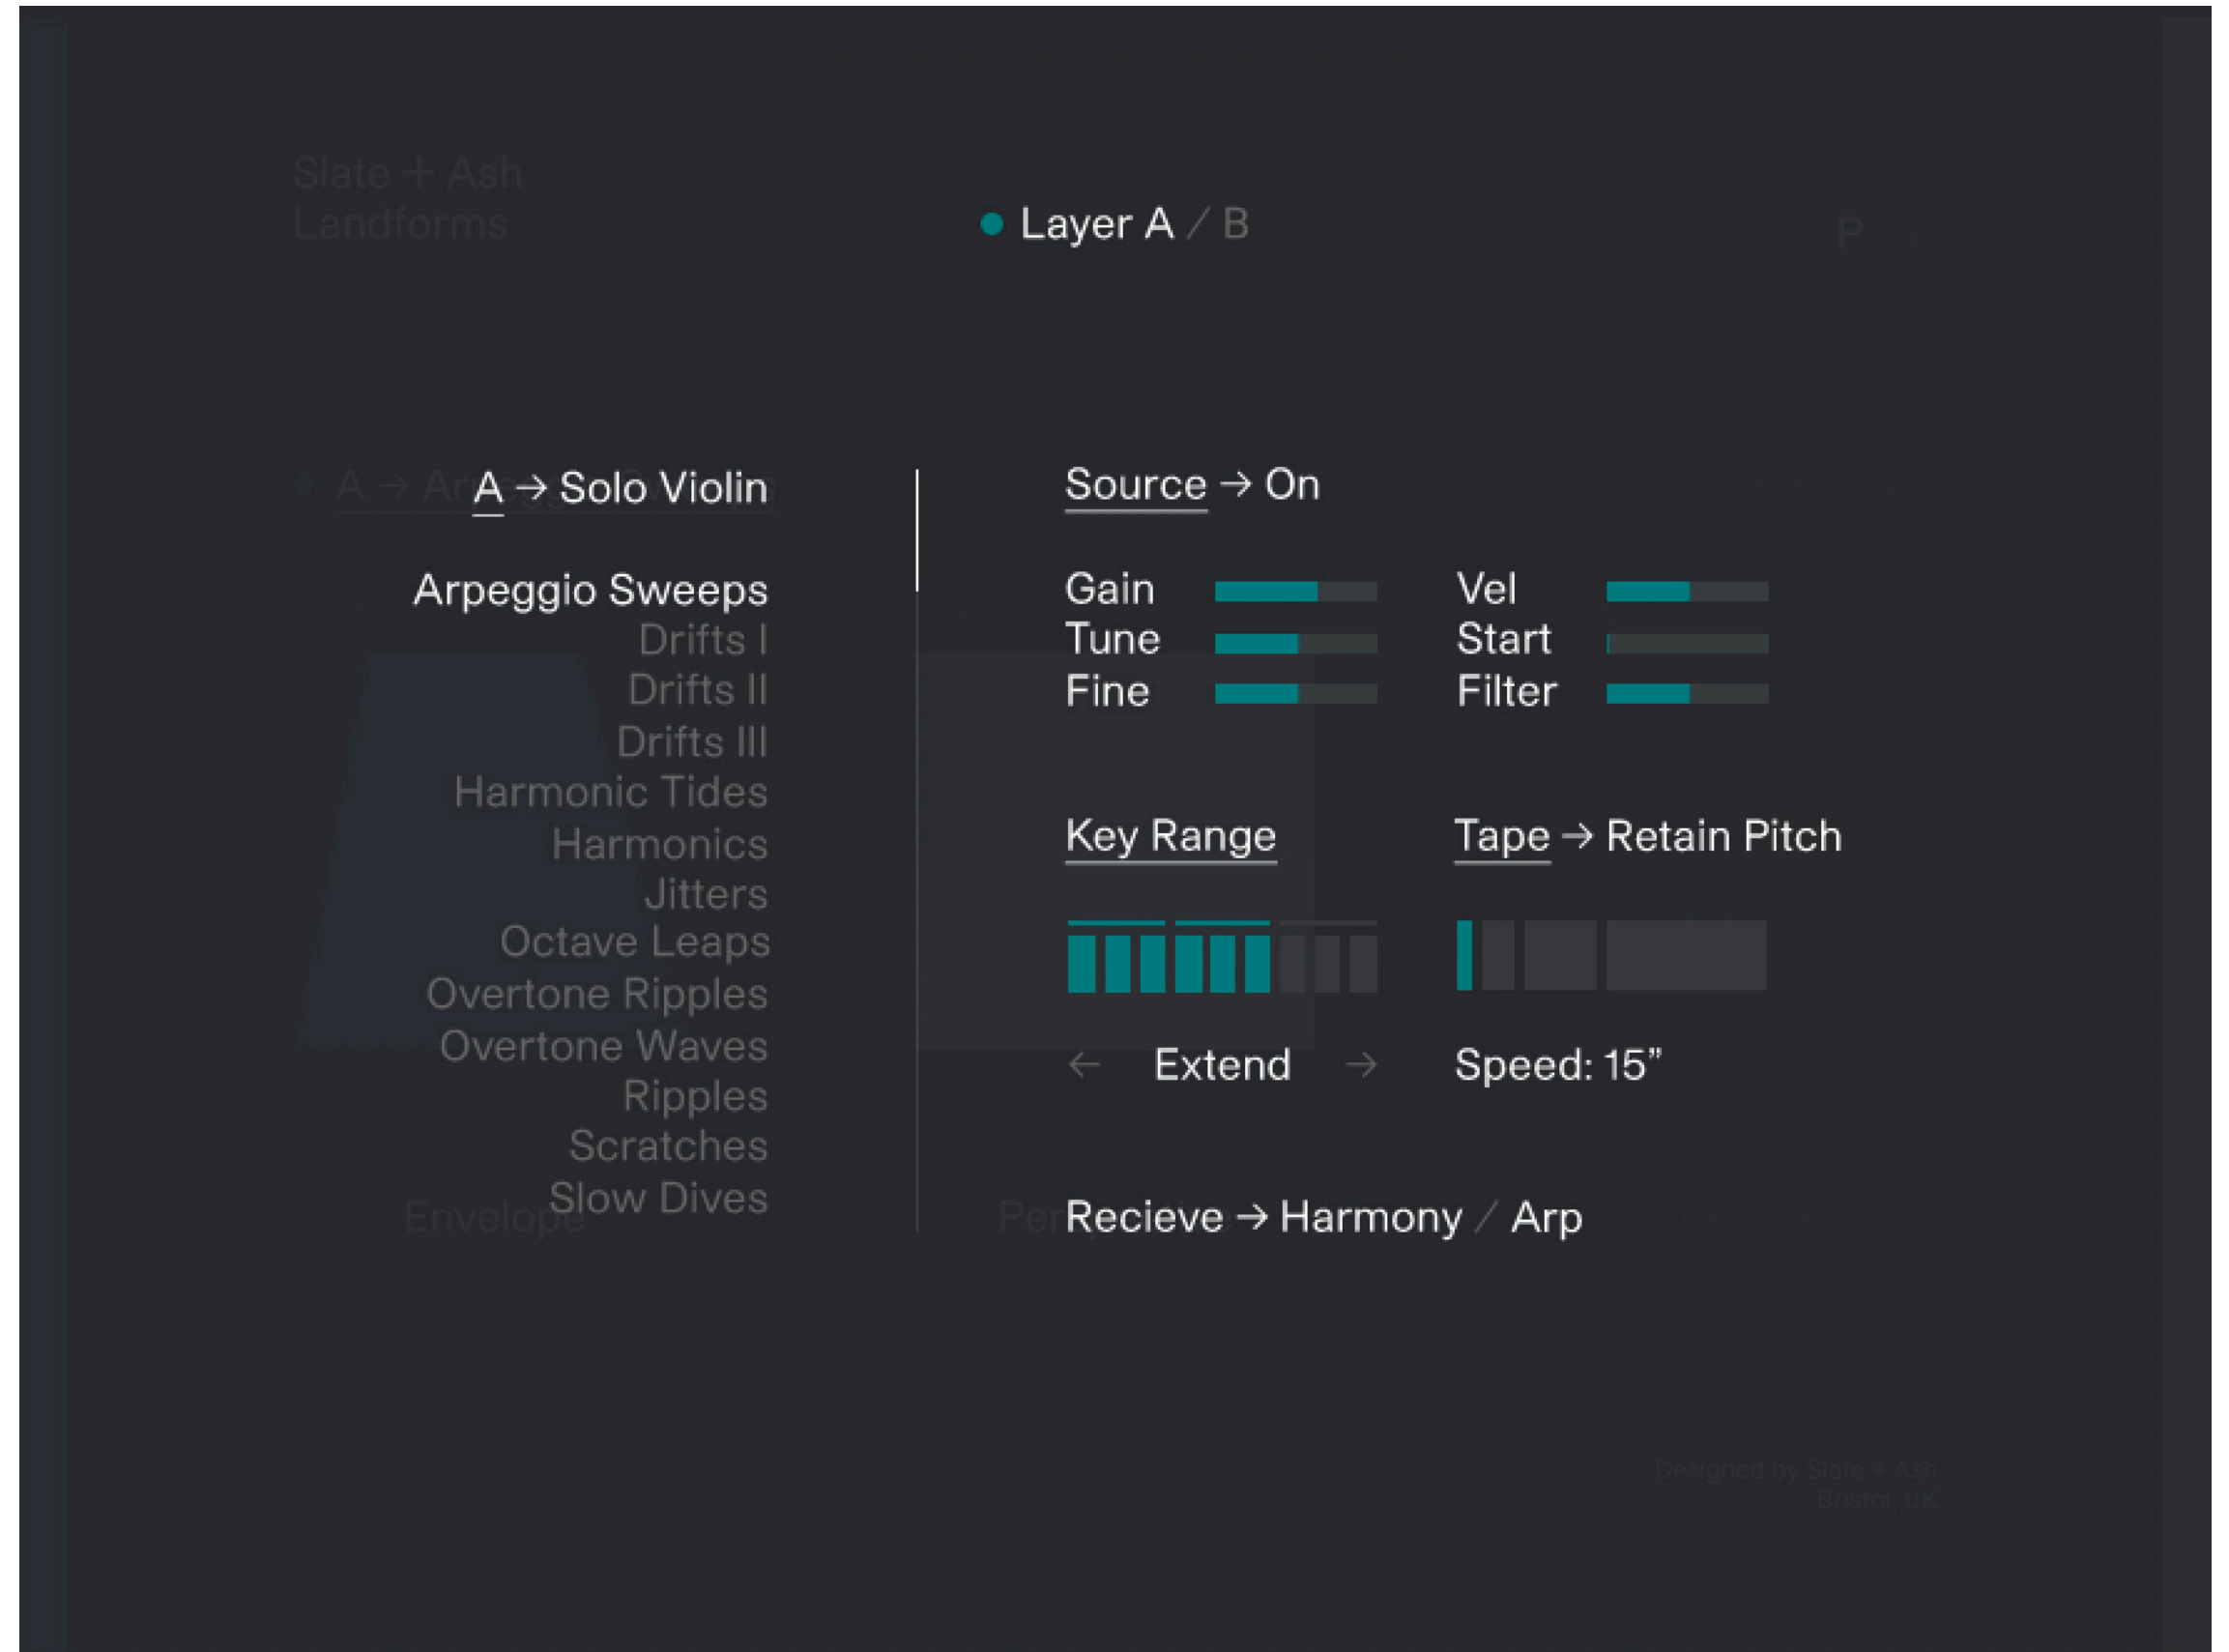 Slate + Ash
Landforms
Layer A / B
P
A → Solo Violin
Arpeggio Sweeps
Drifts I
Drifts II
Drifts III
Harmonic Tides
Harmonics
Jitters
Octave Leaps
Overtone Ripples
Overtone Waves
Ripples
Scratches
Slow Dives
Envelope
Source → On
Gain
Vel
Tune
Start
Fine
Filter
Key Range
Tape → Retain Pitch
← Extend →
Speed: 15”
Recieve → Harmony / Arp
Designed by Slate + Ash
Bristol, UK